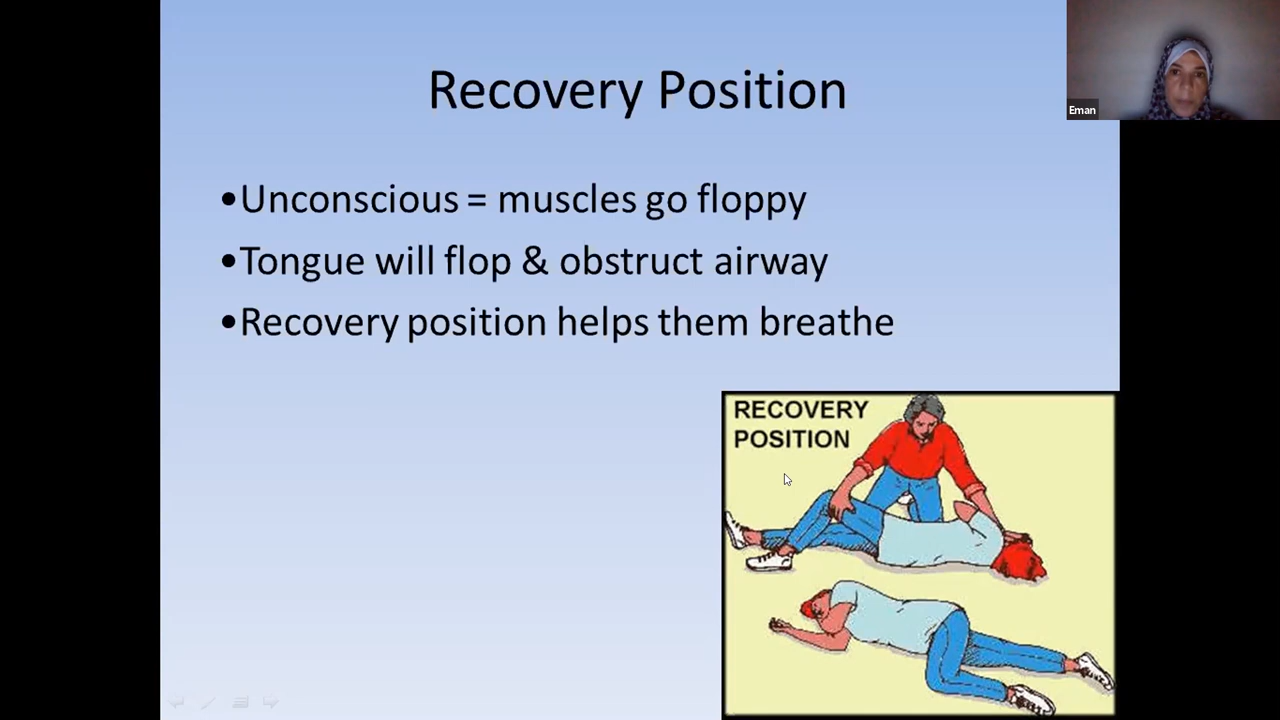 Recovery Position
Eman
•Unconscious = muscles go floppy
•Tongue will flop & obstruct airway
•Recovery position helps them breathe
RECOVERY
POSITION